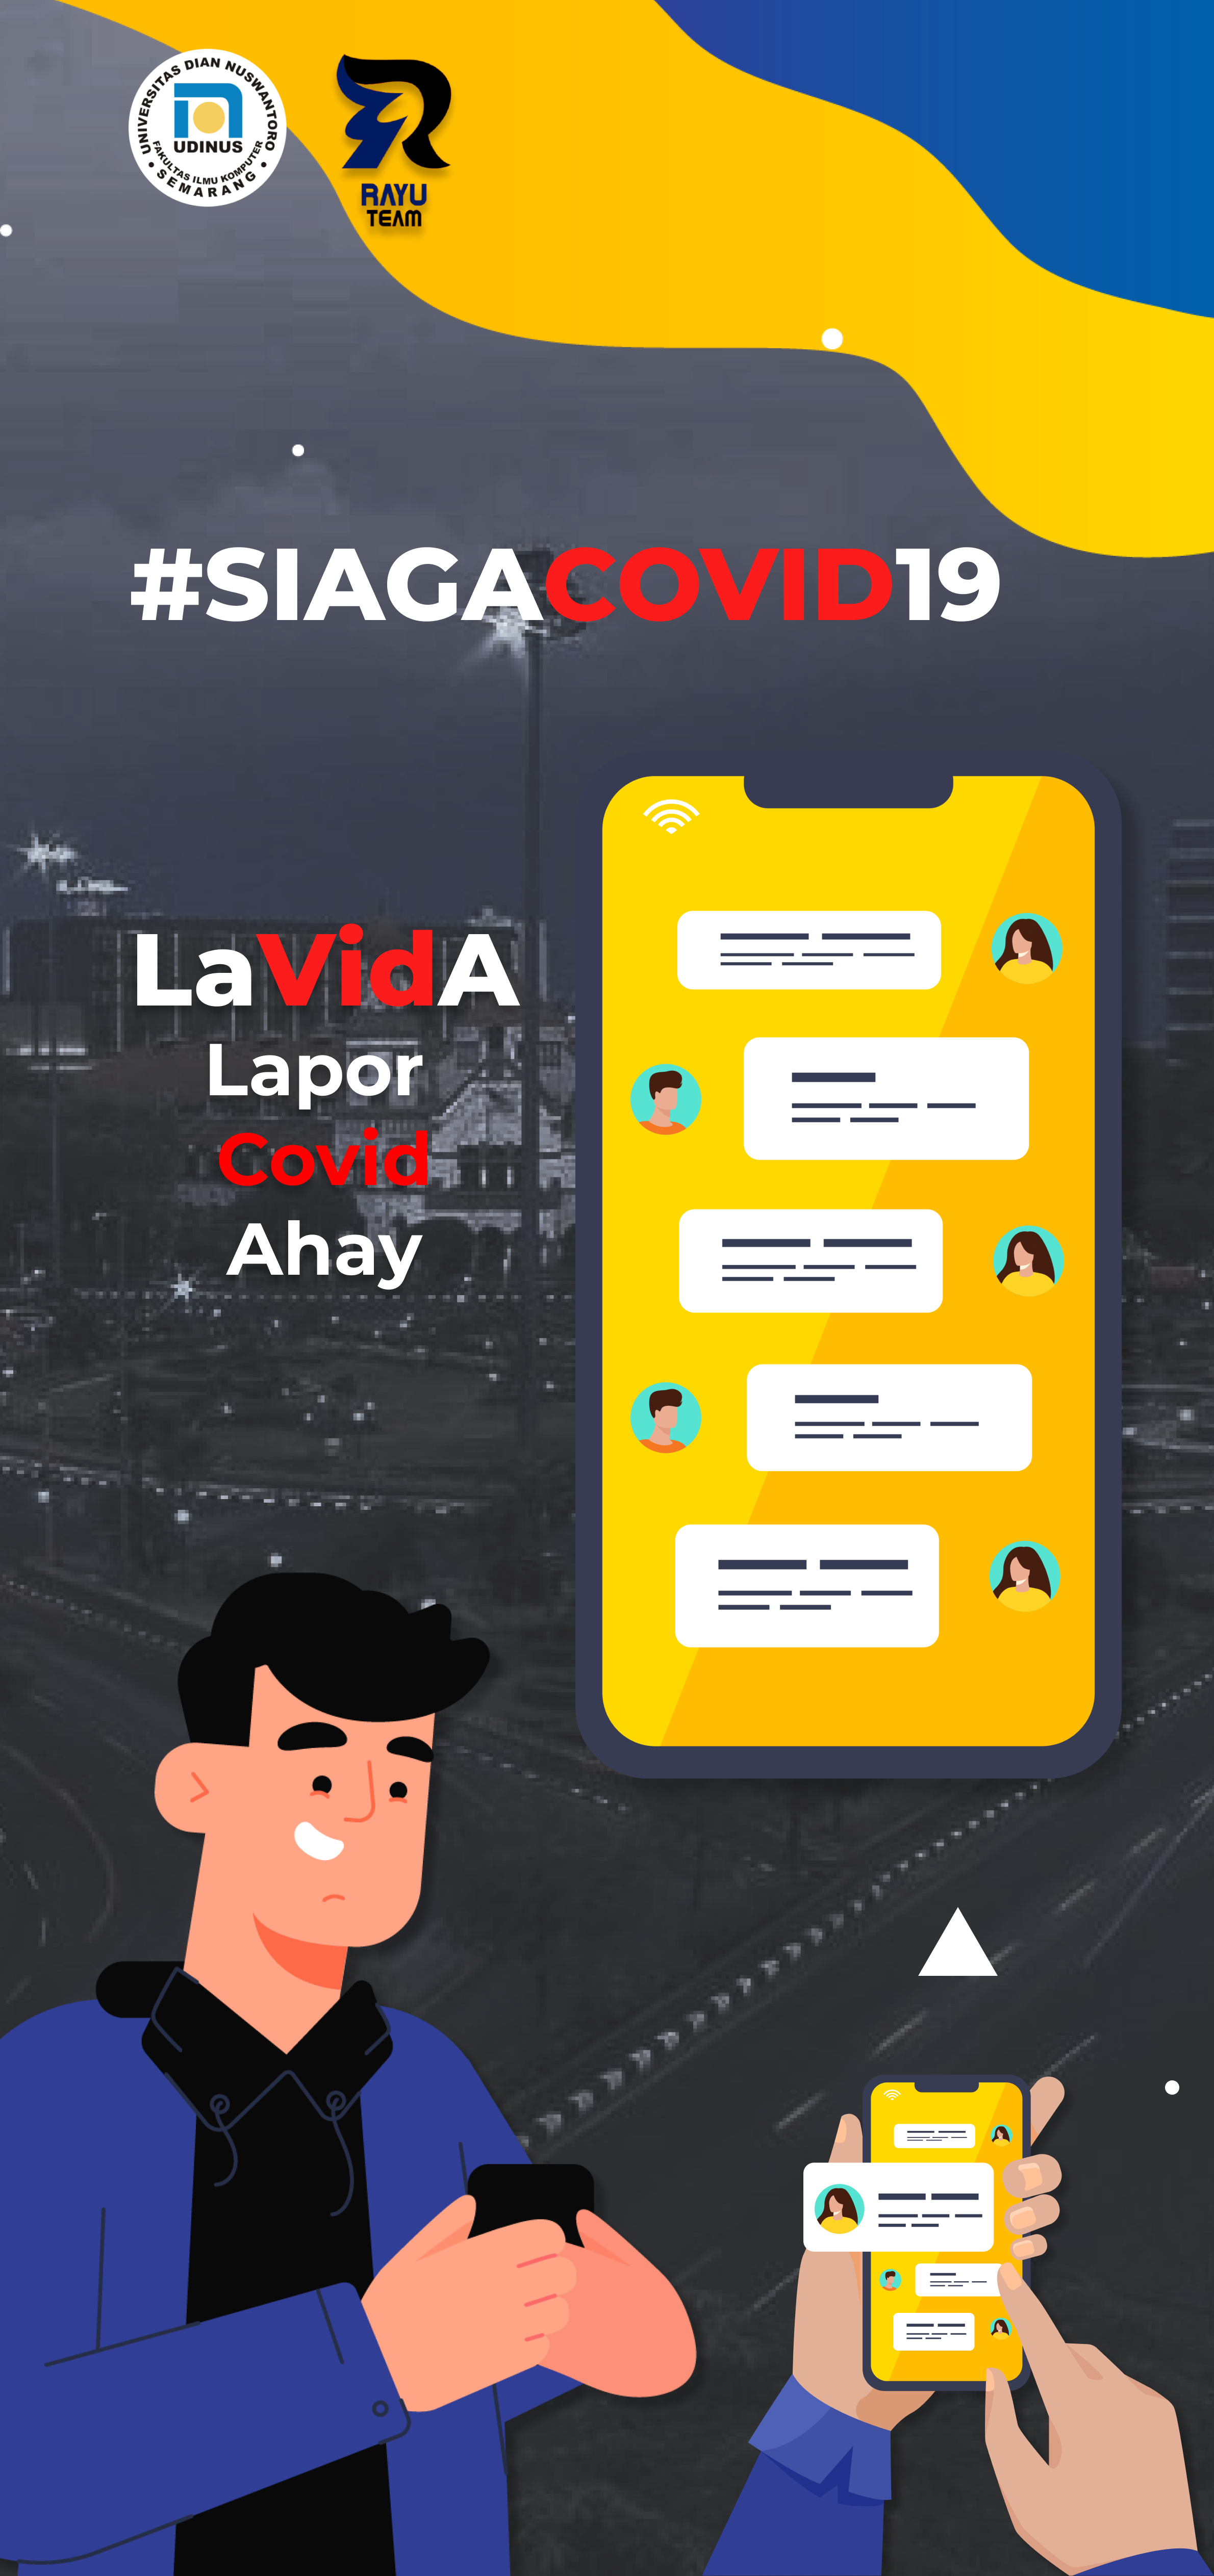 UNIVERSITAS DIAN NUSWANTORO
UDINUS
FAKULTAS ILMU KOMPUTER
• SEMARANG •
RAYU
TEAM
#SIAGACOVID19
LaVidA
Lapor
Covid
Ahay